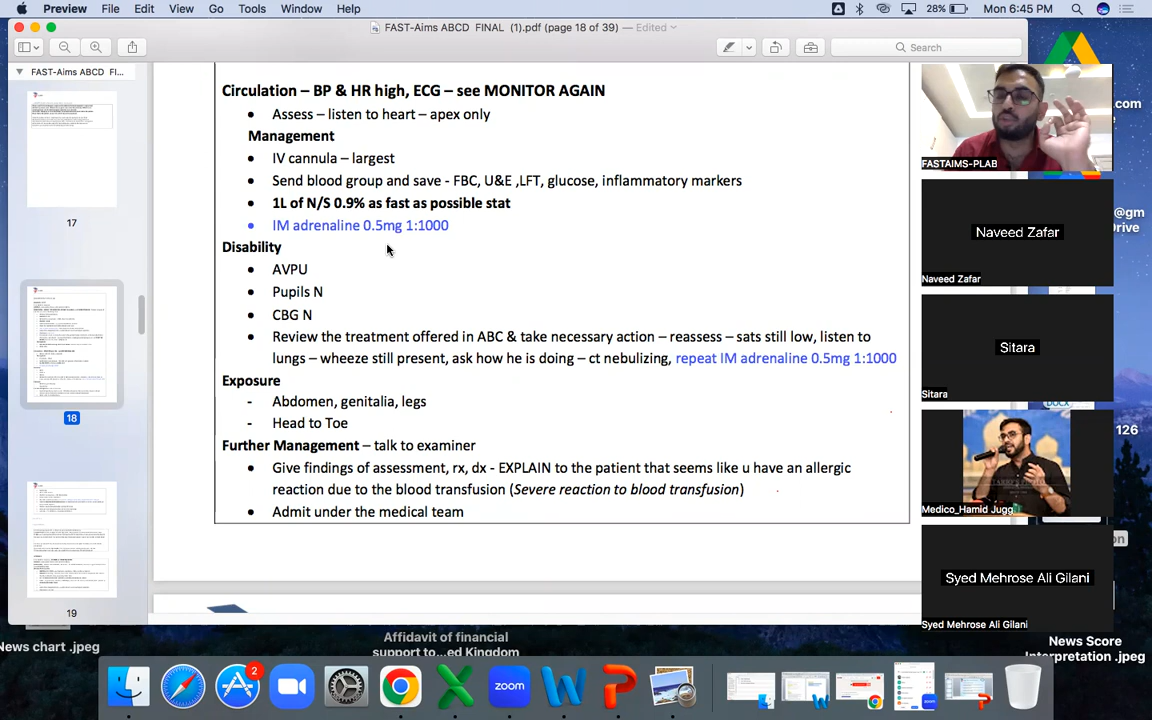 Preview File Edit View Go Tools Window Help
28% Mon 6:45 PM
FAST-Aims ABCD FINAL (1).pdf (page 18 of 39) — Edited
Search
FAST-Aims ABCD Fl...
17
18
19
Circulation – BP & HR high, ECG – see MONITOR AGAIN
• Assess – listen to heart – apex only
Management
• IV cannula – largest
• Send blood group and save - FBC, U&E ,LFT, glucose, inflammatory markers
• 1L of N/S 0.9% as fast as possible stat
• IM adrenaline 0.5mg 1:1000
Disability
• AVPU
• Pupils N
• CBG N
• Review the treatment offered in ABC & take necessary action – reassess – sats still low, listen to
lungs – wheeze still present, ask how he is doing – ct nebulizing, repeat IM adrenaline 0.5mg 1:1000
Exposure
- Abdomen, genitalia, legs
- Head to Toe
Further Management – talk to examiner
• Give findings of assessment, rx, dx - EXPLAIN to the patient that seems like u have an allergic
reaction due to the blood transfusion (Severe reaction to blood transfusion)
• Admit under the medical team
FASTAIMS-PLAB
Naveed Zafar
Naveed Zafar
Sitara
Sitara
Medico_Hamid Jugg
Syed Mehrose Ali Gilani
Syed Mehrose Ali Gilani
.com
@gm
Drive
DOCX
126
on
News chart .jpeg
Affidavit of financial
support to...ed Kingdom
News Score
Interpretation .jpeg
2
zoom